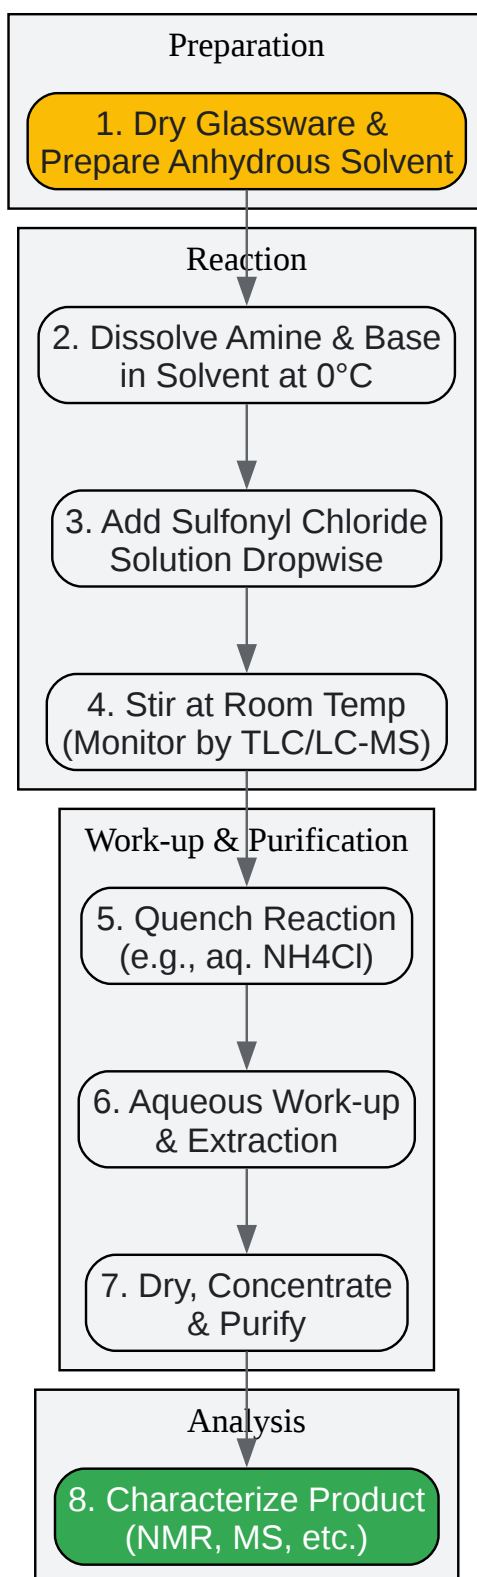 Preparation
1. Dry Glassware &
Prepare Anhydrous Solvent
Reaction
2. Dissolve Amine & Base
in Solvent at 0°C
3. Add Sulfonyl Chloride
Solution Dropwise
4. Stir at Room Temp
(Monitor by TLC/LC-MS)
Work-up & Purification
5. Quench Reaction
(e.g., aq. NH4Cl)
6. Aqueous Work-up
& Extraction
7. Dry, Concentrate
& Purify
Analysis
8. Characterize Product
(NMR, MS, etc.)